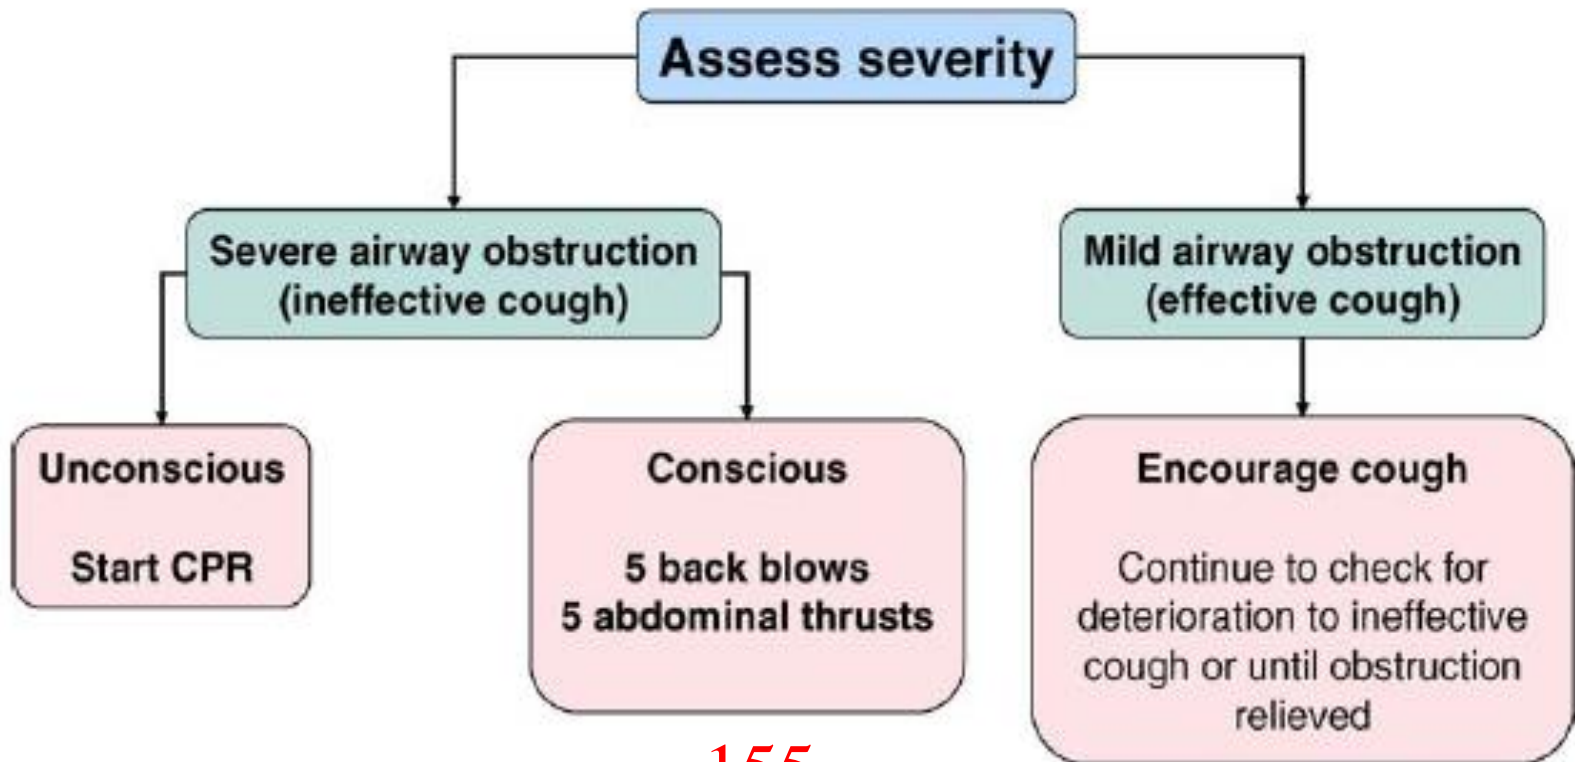 Assess severity
Severe airway obstruction
(ineffective cough)
Mild airway obstruction
(effective cough)
Unconscious
Start CPR
Conscious
5 back blows
5 abdominal thrusts
Encourage cough
Continue to check for
deterioration to ineffective
cough or until obstruction
relieved
155